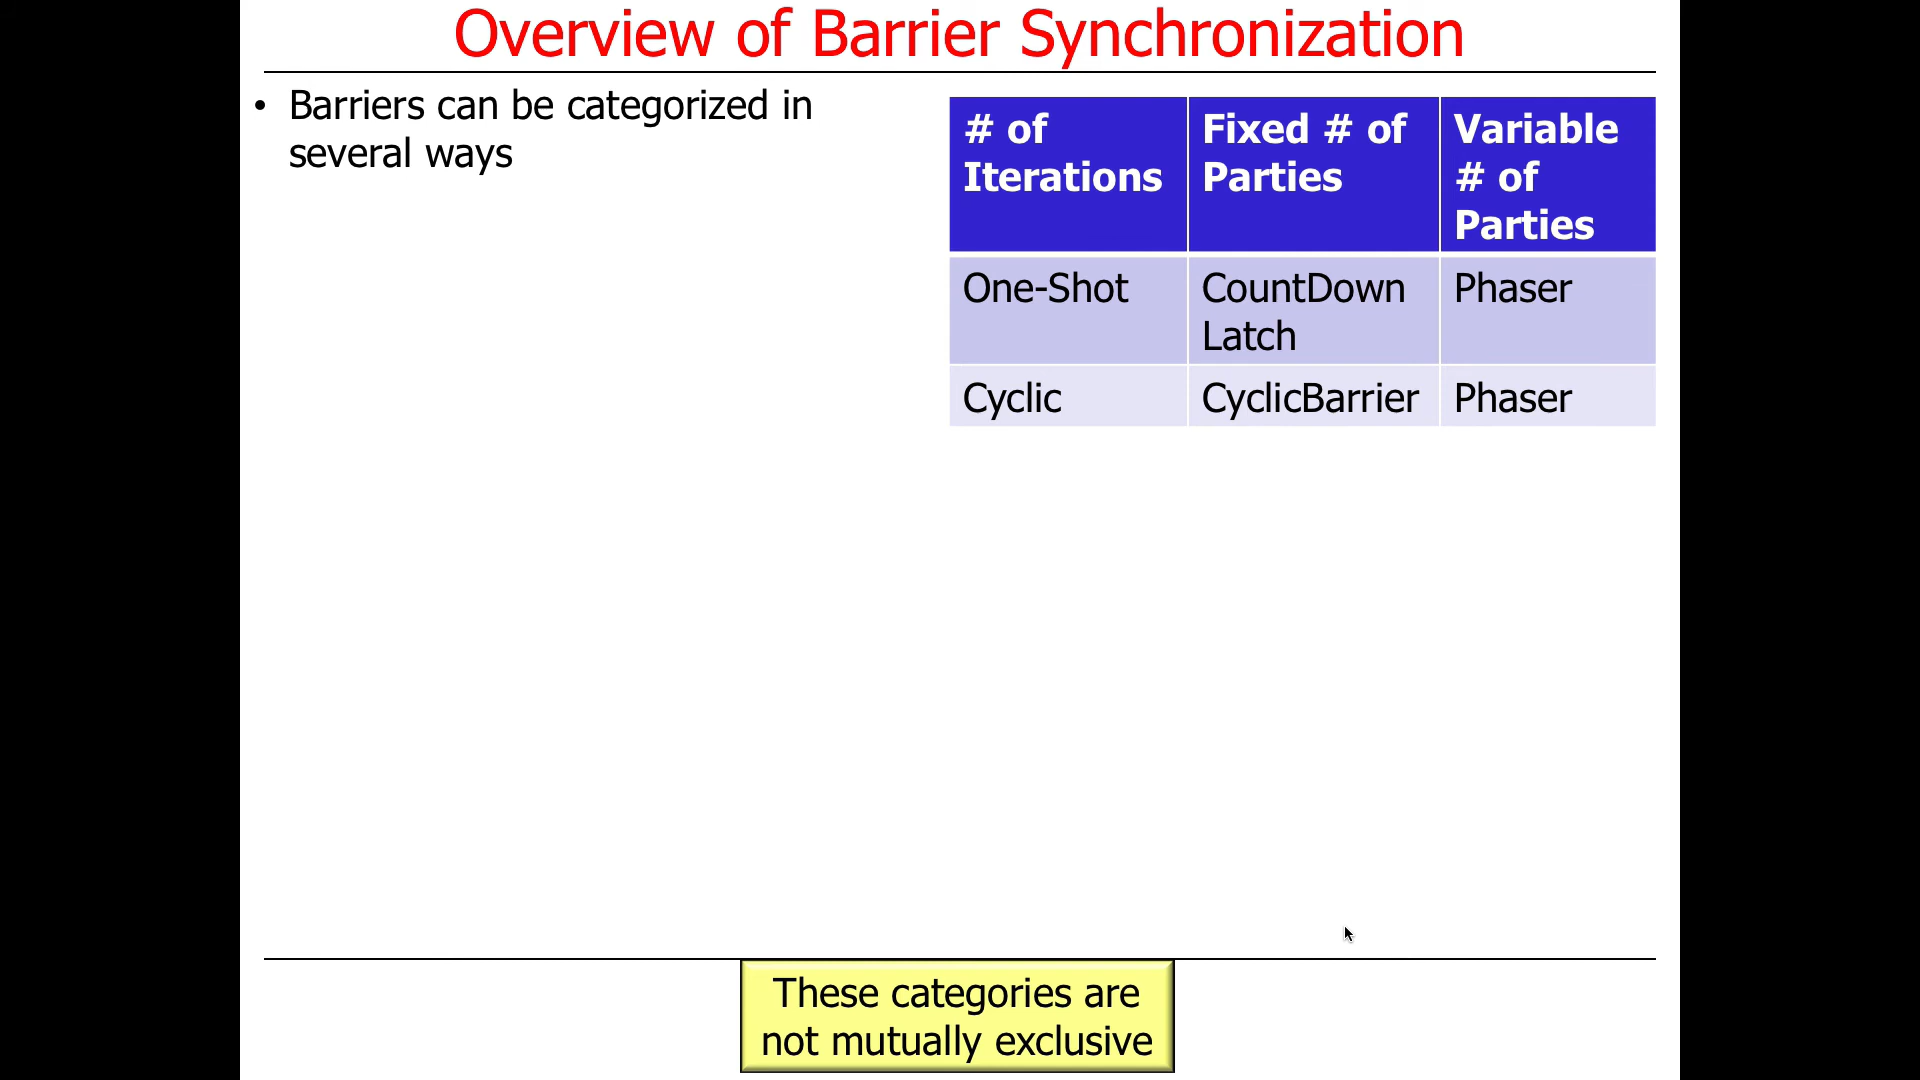 Overview of Barrier Synchronization
• Barriers can be categorized in
several ways
# of
Iterations
Fixed # of
Parties
Variable
# of
Parties
One-Shot
CountDown
Latch
Phaser
Cyclic
CyclicBarrier
Phaser
These categories are
not mutually exclusive